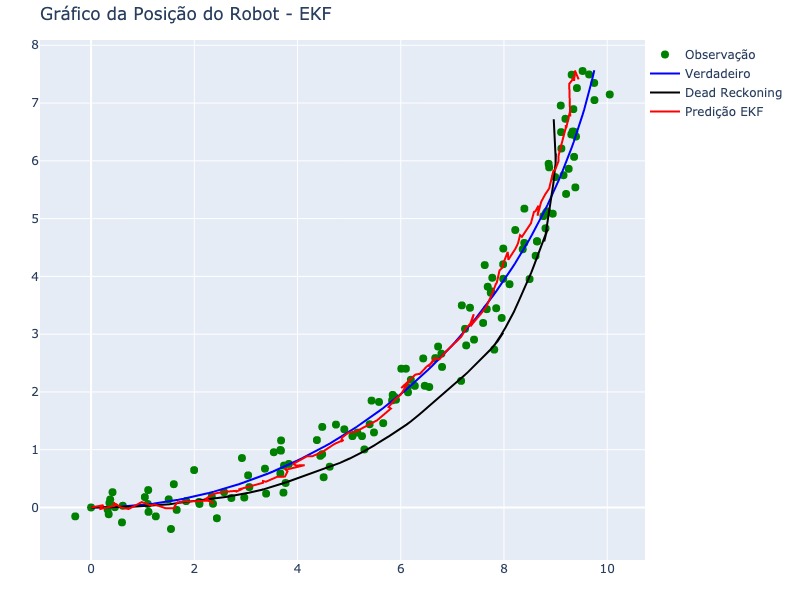 Gráfico da Posição do Robot - EKF
Observação
Verdadeiro
Dead Reckoning
Predição EKF
8
7
6
5
4
3
2
1
0
0 2 4 6 8 10